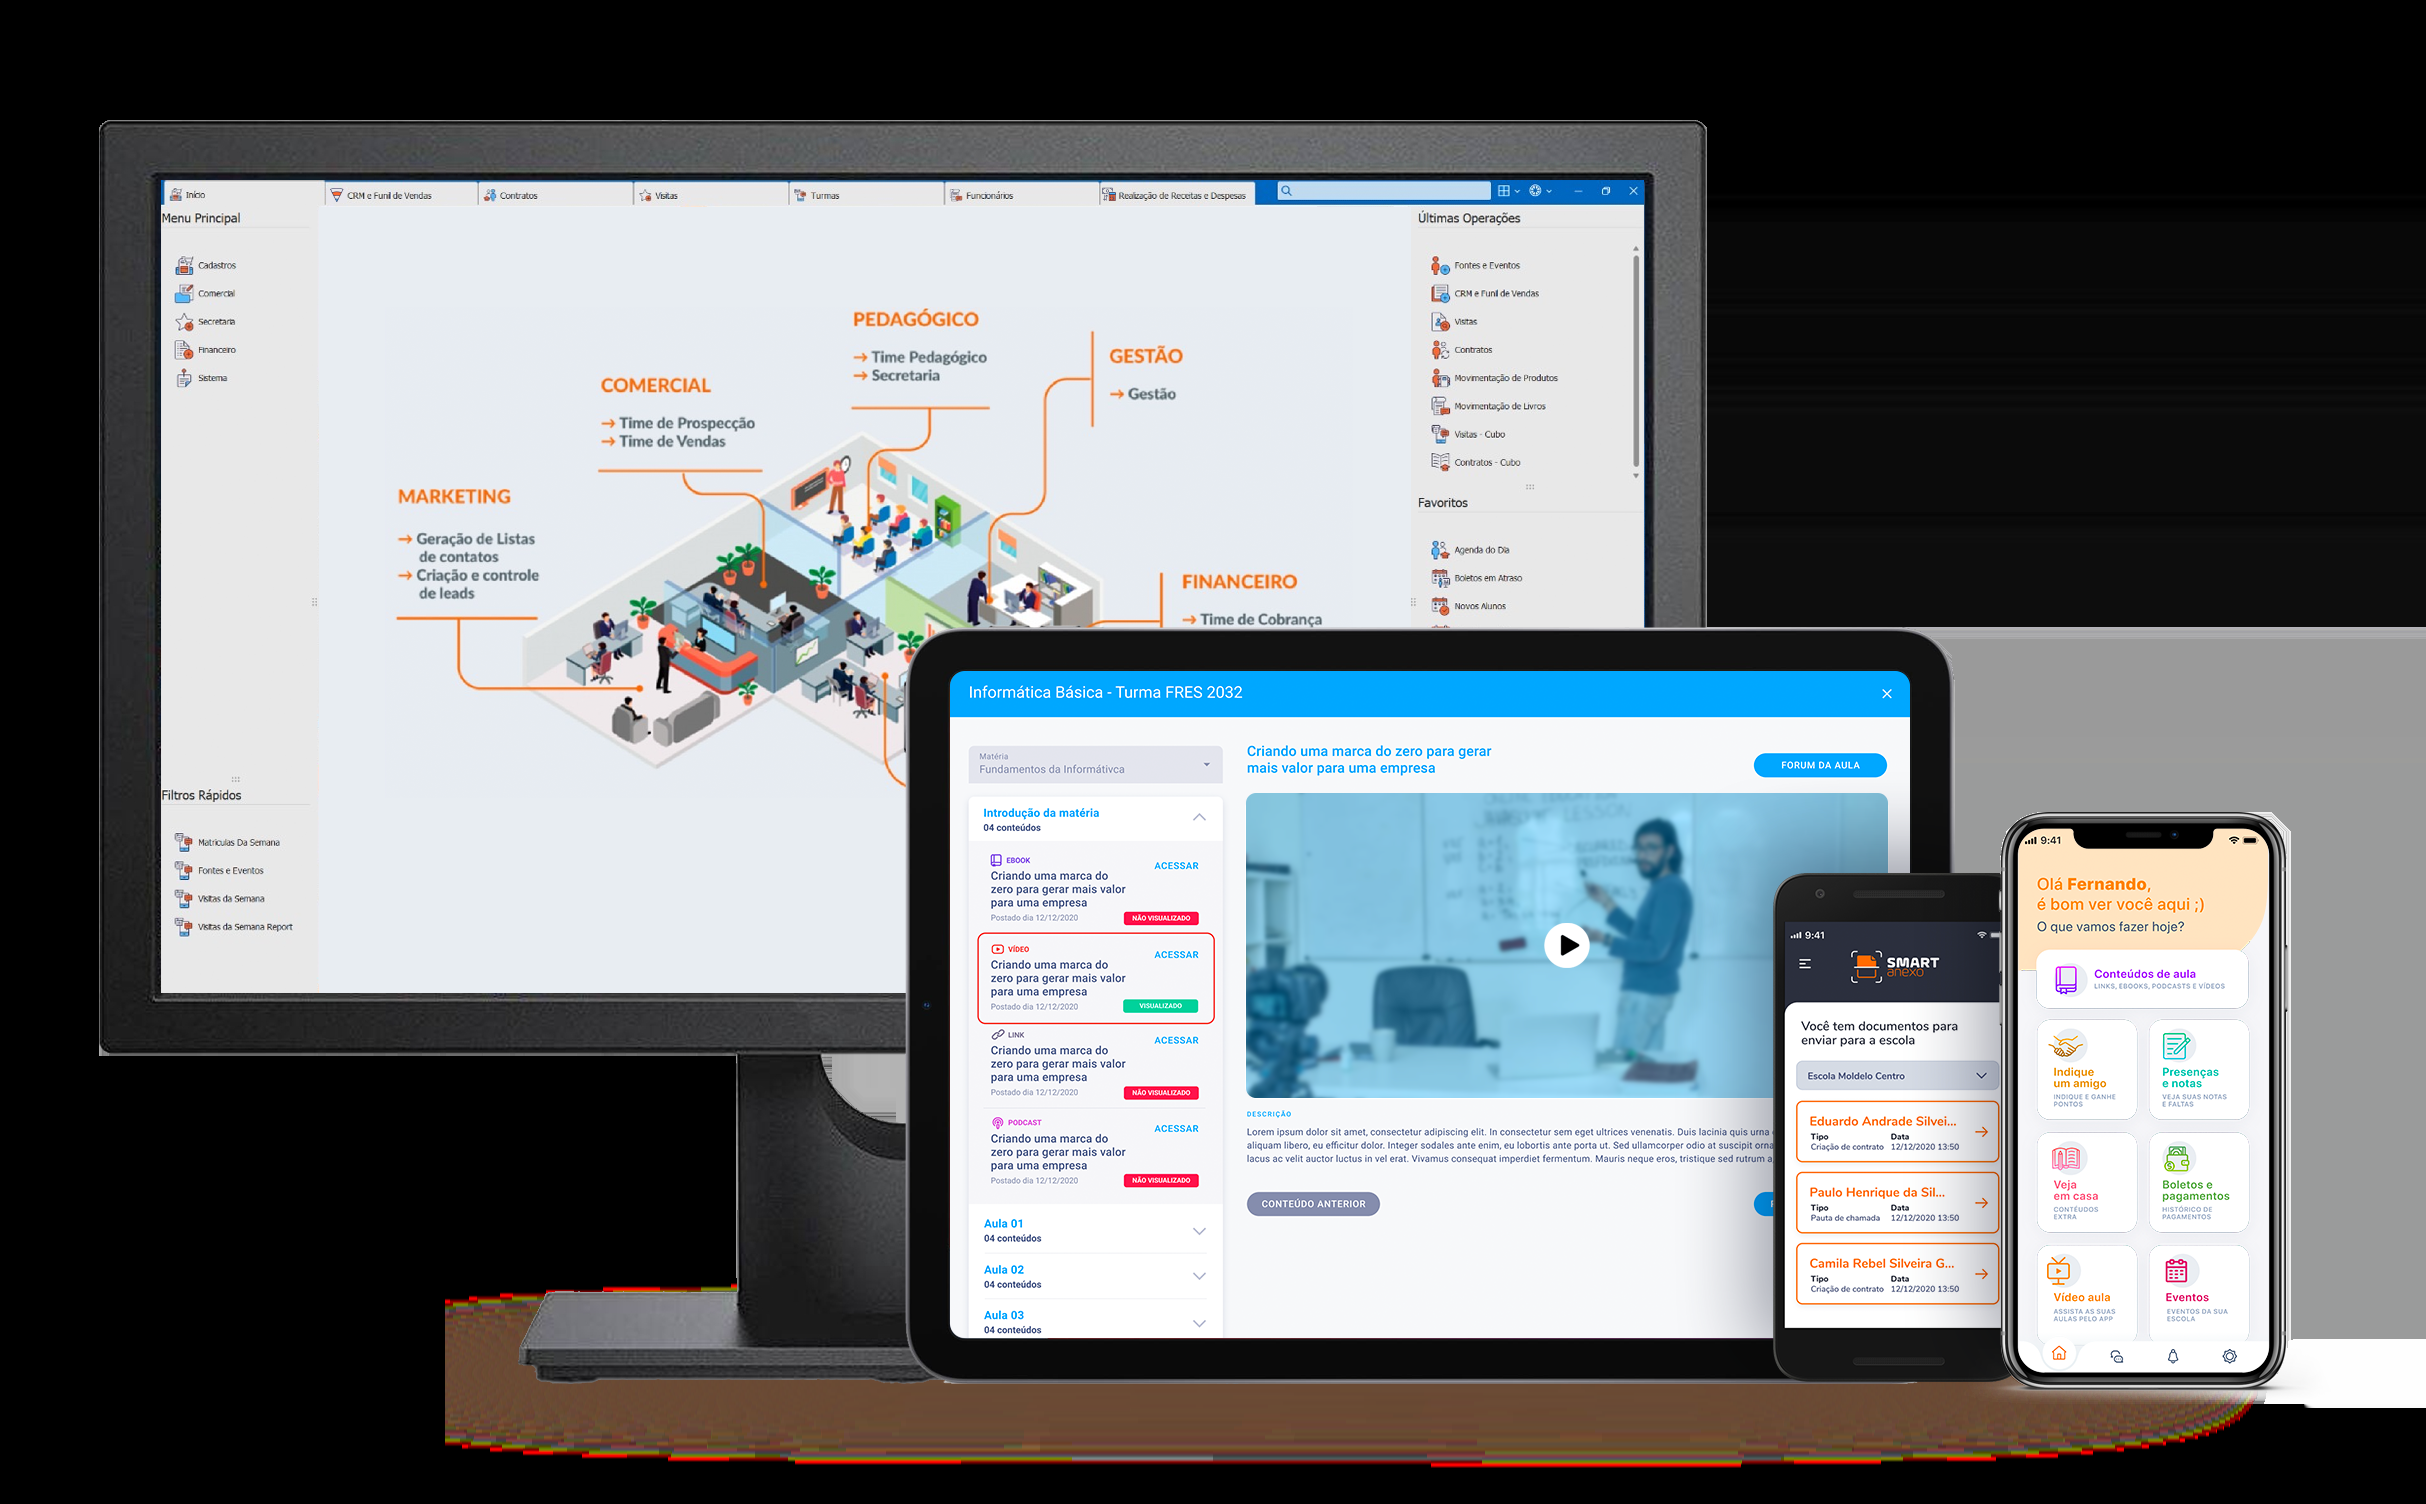 Início
CRM e Funil de Vendas
Contratos
Visitas
Turmas
Funcionários
Realização de Receitas e Despesas
Menu Principal
Cadastros
Comercial
Secretaria
Financeiro
Sistema
Filtros Rápidos
Matriculas Da Semana
Fontes e Eventos
Visitas da Semana
Visitas da Semana Report
MARKETING
→ Geração de Listas
de contatos
→ Criação e controle
de leads
COMERCIAL
→ Time de Prospecção
→ Time de Vendas
PEDAGÓGICO
→ Time Pedagógico
→ Secretaria
GESTÃO
→ Gestão
FINANCEIRO
→ Time de Cobrança
Últimas Operações
Fontes e Eventos
CRM e Funil de Vendas
Visitas
Contratos
Movimentação de Produtos
Movimentação de Livros
Visitas - Cubo
Contratos - Cubo
Favoritos
Agenda do Dia
Boletos em Atraso
Novos Alunos
Informática Básica - Turma FRES 2032
Matéria
Fundamentos da Informátivca
Introdução da matéria
04 conteúdos
EBOOK
ACESSAR
Criando uma marca do
zero para gerar mais valor
para uma empresa
Postado dia 12/12/2020
NÃO VISUALIZADO
VÍDEO
ACESSAR
Criando uma marca do
zero para gerar mais valor
para uma empresa
Postado dia 12/12/2020
VISUALIZADO
LINK
ACESSAR
Criando uma marca do
zero para gerar mais valor
para uma empresa
Postado dia 12/12/2020
NÃO VISUALIZADO
PODCAST
ACESSAR
Criando uma marca do
zero para gerar mais valor
para uma empresa
Postado dia 12/12/2020
NÃO VISUALIZADO
Aula 01
04 conteúdos
Aula 02
04 conteúdos
Aula 03
04 conteúdos
Criando uma marca do zero para gerar
mais valor para uma empresa
FORUM DA AULA
LESSON
DESCRIÇÃO
Lorem ipsum dolor sit amet, consectetur adipiscing elit. In consectetur sem eget ultrices venenatis. Duis lacinia quis urna
aliquam libero, eu efficitur dolor. Integer sodales ante enim, eu lobortis ante porta ut. Sed ullamcorper odio at suscipit
lacus ac velit auctor luctus in vel erat. Vivamus consequat imperdiet fermentum. Mauris neque eros, tristique sed rutrum
CONTEÚDO ANTERIOR
9:41
SMART
anexo
Você tem documentos para
enviar para a escola
Escola Moldelo Centro
Eduardo Andrade Silvei...
Tipo Data
Criação de contrato 12/12/2020 13:50
Paulo Henrique da Sil...
Tipo Data
Pauta de chamada 12/12/2020 13:50
Camila Rebel Silveira G...
Tipo Data
Criação de contrato 12/12/2020 13:50
9:41
Olá Fernando,
é bom ver você aqui ;)
O que vamos fazer hoje?
Conteúdos de aula
LINKS, EBOOKS, PODCASTS E VÍDEOS
Indique
um amigo
INDIQUE E GANHE
PONTOS
Presenças
e notas
VEJA SUAS NOTAS
E FALTAS
Veja
em casa
CONTEÚDOS
EXTRA
Boletos e
pagamentos
HISTÓRICO DE
PAGAMENTOS
Vídeo aula
ASSISTA AS SUAS
AULAS PELO APP
Eventos
EVENTOS DA SUA
ESCOLA